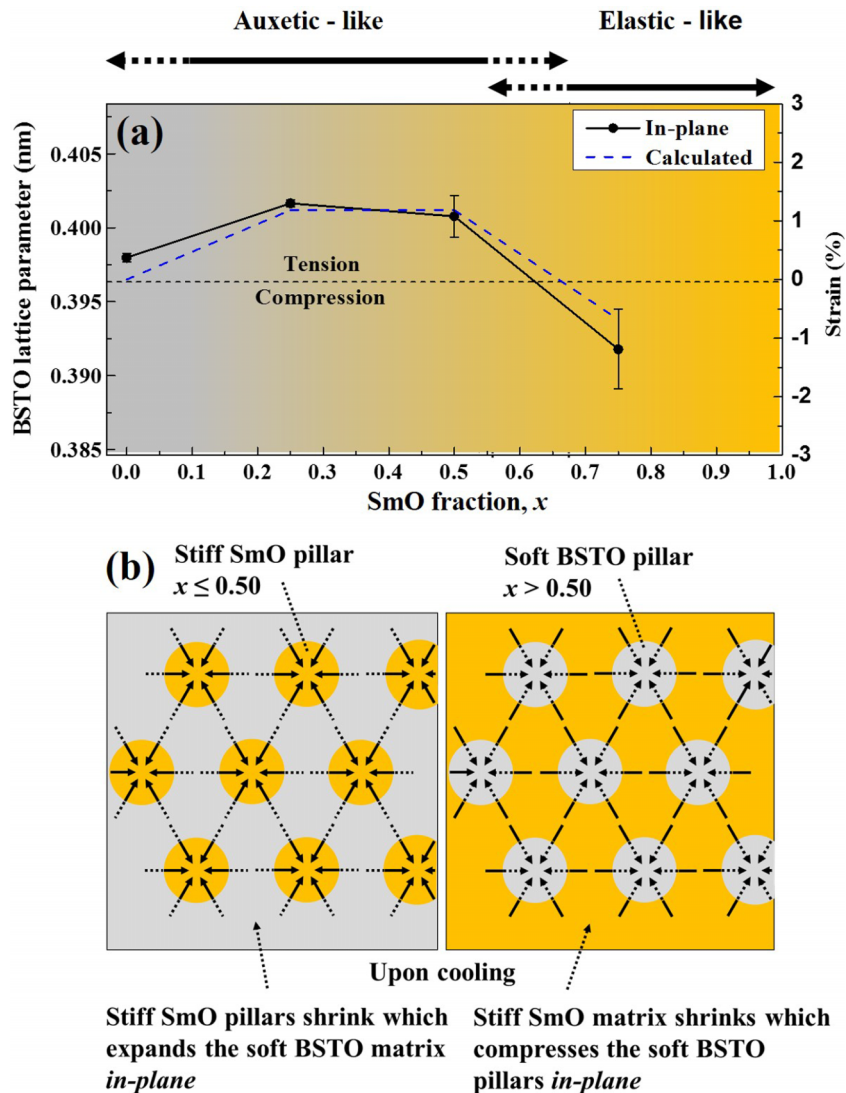 Auxetic - like
Elastic - like
(a)
In-plane
Calculated
Tension
Compression
BSTO lattice parameter (nm)
0.405
0.400
0.395
0.390
0.385
Strain (%)
3
2
1
0
-1
-2
-3
0.0 0.1 0.2 0.3 0.4 0.5 0.6 0.7 0.8 0.9 1.0
SmO fraction, x
(b)
Stiff SmO pillar
x ≤ 0.50
Soft BSTO pillar
x > 0.50
Upon cooling
Stiff SmO pillars shrink which
expands the soft BSTO matrix
in-plane
Stiff SmO matrix shrinks which
compresses the soft BSTO
pillars in-plane